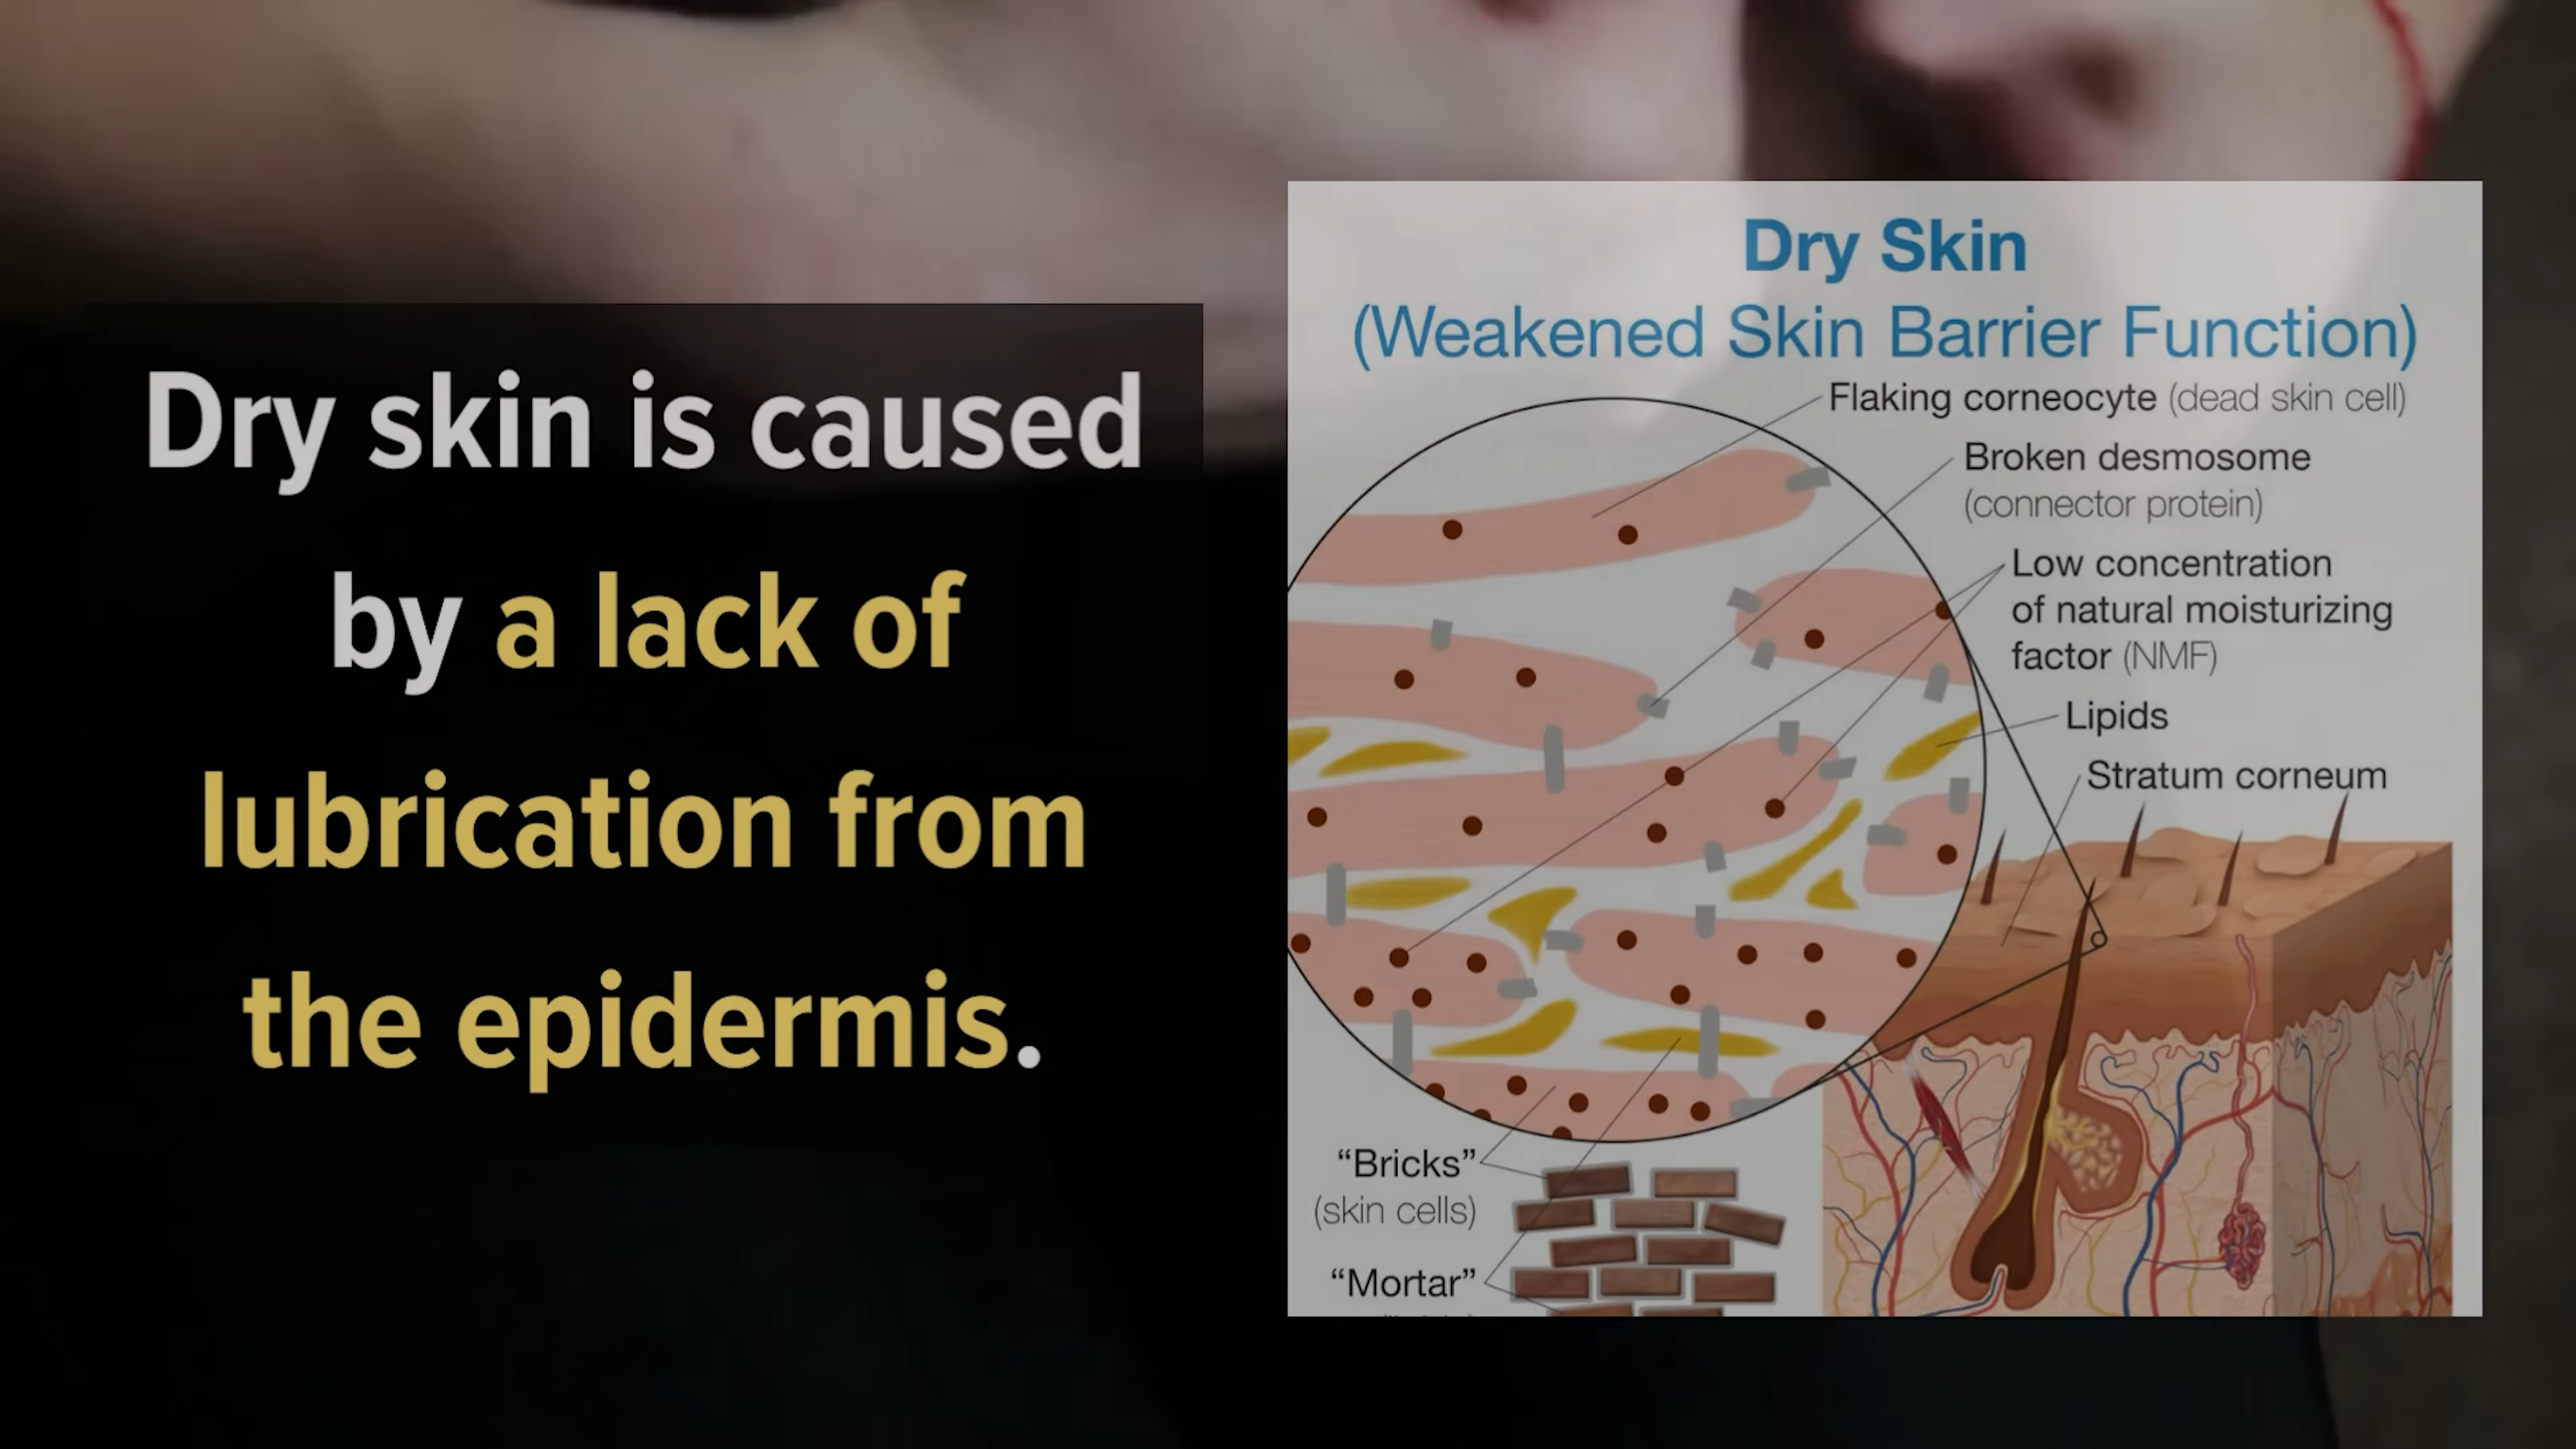 Dry skin is caused
by a lack of
lubrication from
the epidermis.
Dry Skin
(Weakened Skin Barrier Function)
Flaking corneocyte (dead skin cell)
Broken desmosome
(connector protein)
Low concentration
of natural moisturizing
factor (NMF)
Lipids
Stratum corneum
“Bricks”
(skin cells)
“Mortar”